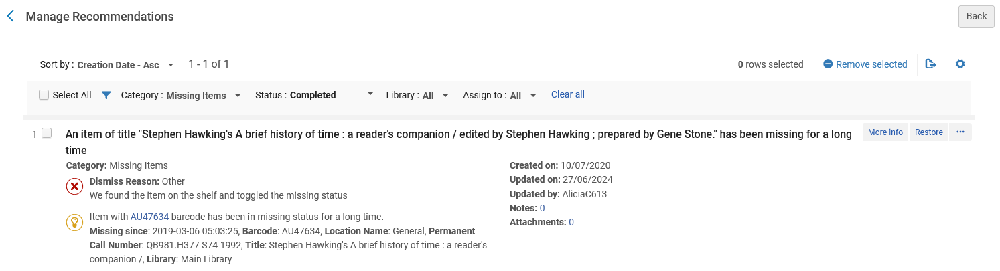 Manage Recommendations
Back
Sort by : Creation Date - Asc 1 - 1 of 1 0 rows selected Remove selected
Select All Category : Missing Items Status : Completed Library : All Assign to : All Clear all
1 An item of title "Stephen Hawking's A brief history of time : a reader's companion / edited by Stephen Hawking ; prepared by Gene Stone." has been missing for a long
time
More info Restore ...
Category: Missing Items
Dismiss Reason: Other
We found the item on the shelf and toggled the missing status
Item with AU47634 barcode has been in missing status for a long time.
Missing since: 2019-03-06 05:03:25, Barcode: AU47634, Location Name: General, Permanent
Call Number: QB981.H377 S74 1992, Title: Stephen Hawking's A brief history of time : a reader's
companion /, Library: Main Library
Created on: 10/07/2020
Updated on: 27/06/2024
Updated by: AliciaC613
Notes: 0
Attachments: 0